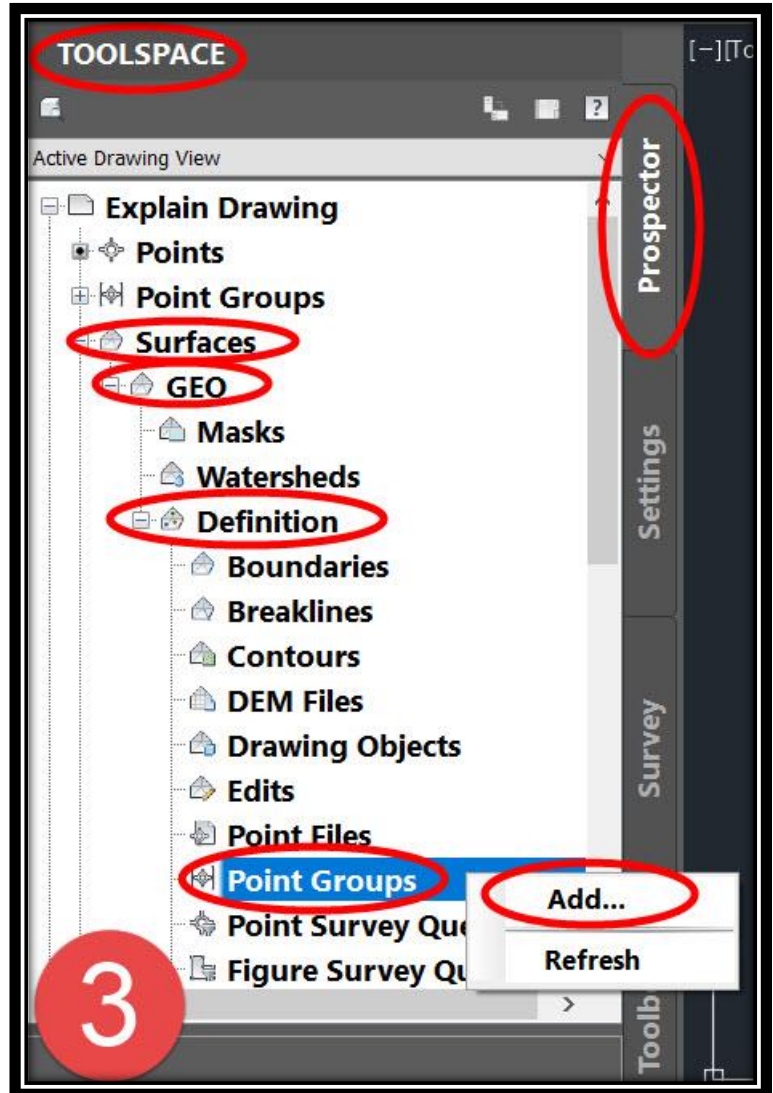 TOOLSPACE
[-][To
?
Active Drawing View
Explain Drawing
Points
Point Groups
Surfaces
GEO
Masks
Watersheds
Definition
Boundaries
Breaklines
Contours
DEM Files
Drawing Objects
Edits
Point Files
Point Groups
Point Survey Que
Figure Survey Qu
Add...
Refresh
Prospector
Settings
Survey
Toolb
3